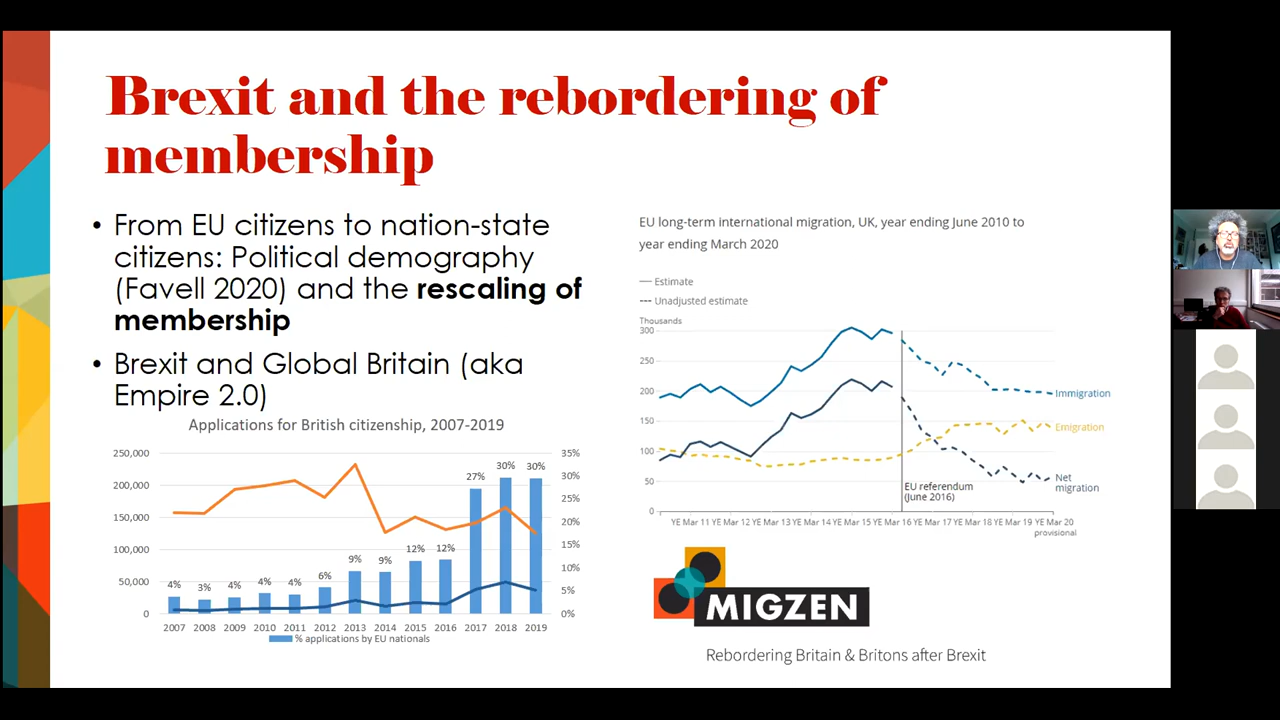 Brexit and the rebordering of
membership
• From EU citizens to nation-state
citizens: Political demography
(Favell 2020) and the rescaling of
membership
• Brexit and Global Britain (aka
Empire 2.0)
Applications for British citizenship, 2007-2019
250,000
200,000
150,000
100,000
50,000
0
35%
30%
25%
20%
15%
10%
5%
0%
4%
3%
4%
4%
4%
6%
9%
9%
12%
12%
27%
30%
30%
2007 2008 2009 2010 2011 2012 2013 2014 2015 2016 2017 2018 2019
% applications by EU nationals
EU long-term international migration, UK, year ending June 2010 to
year ending March 2020
Estimate
Unadjusted estimate
Thousands
300
250
200
150
100
50
0
Immigration
Emigration
Net
migration
EU referendum
(June 2016)
YE Mar 11 YE Mar 12 YE Mar 13 YE Mar 14 YE Mar 15 YE Mar 16 YE Mar 17 YE Mar 18 YE Mar 19 YE Mar 20
provisional
MIGZEN
Rebordering Britain & Britons after Brexit